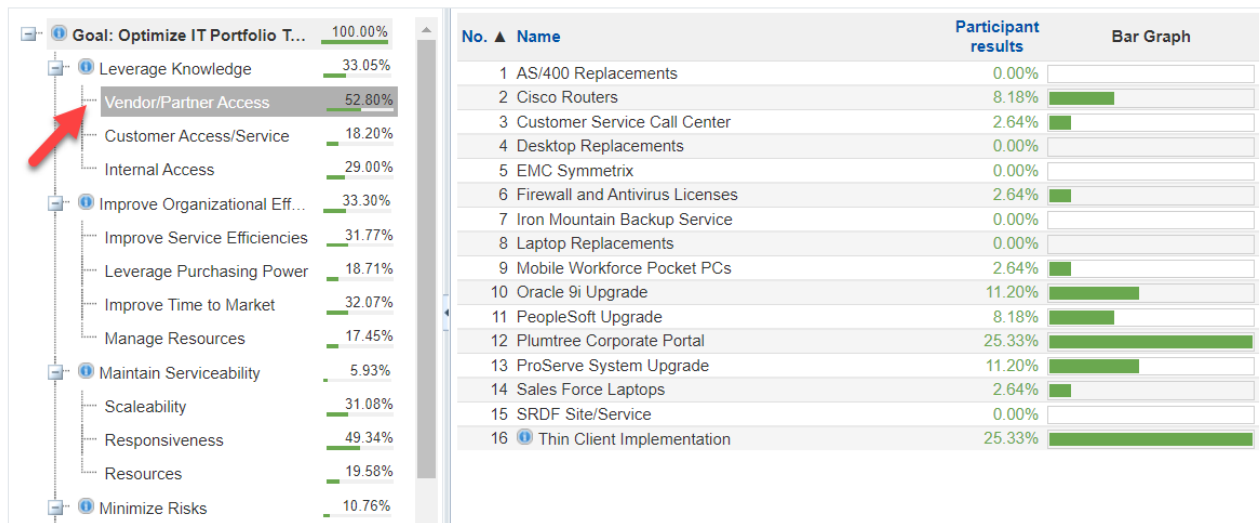 Goal: Optimize IT Portfolio T... 100.00%
Leverage Knowledge 33.05%
Vendor/Partner Access 52.80%
Customer Access/Service 18.20%
Internal Access 29.00%
Improve Organizational Eff... 33.30%
Improve Service Efficiencies 31.77%
Leverage Purchasing Power 18.71%
Improve Time to Market 32.07%
Manage Resources 17.45%
Maintain Serviceability 5.93%
Scaleability 31.08%
Responsiveness 49.34%
Resources 19.58%
Minimize Risks 10.76%
No. ▲ Name Participant results Bar Graph
1 AS/400 Replacements 0.00%
2 Cisco Routers 8.18%
3 Customer Service Call Center 2.64%
4 Desktop Replacements 0.00%
5 EMC Symmetrix 0.00%
6 Firewall and Antivirus Licenses 2.64%
7 Iron Mountain Backup Service 0.00%
8 Laptop Replacements 0.00%
9 Mobile Workforce Pocket PCs 2.64%
10 Oracle 9i Upgrade 11.20%
11 PeopleSoft Upgrade 8.18%
12 Plumtree Corporate Portal 25.33%
13 ProServe System Upgrade 11.20%
14 Sales Force Laptops 2.64%
15 SRDF Site/Service 0.00%
16 Thin Client Implementation 25.33%